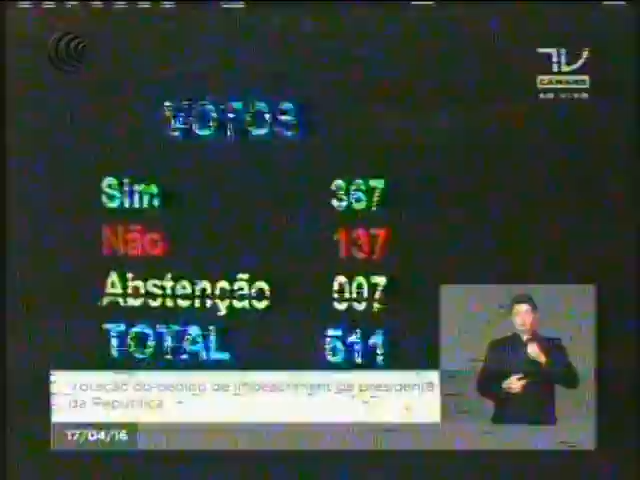 TV
CÂMARA
AO VIVO
VOTOS
Sim 367
Não 137
Abstenção 007
TOTAL 511
Votação do pedido de impeachment da presidente
da República
17/04/16